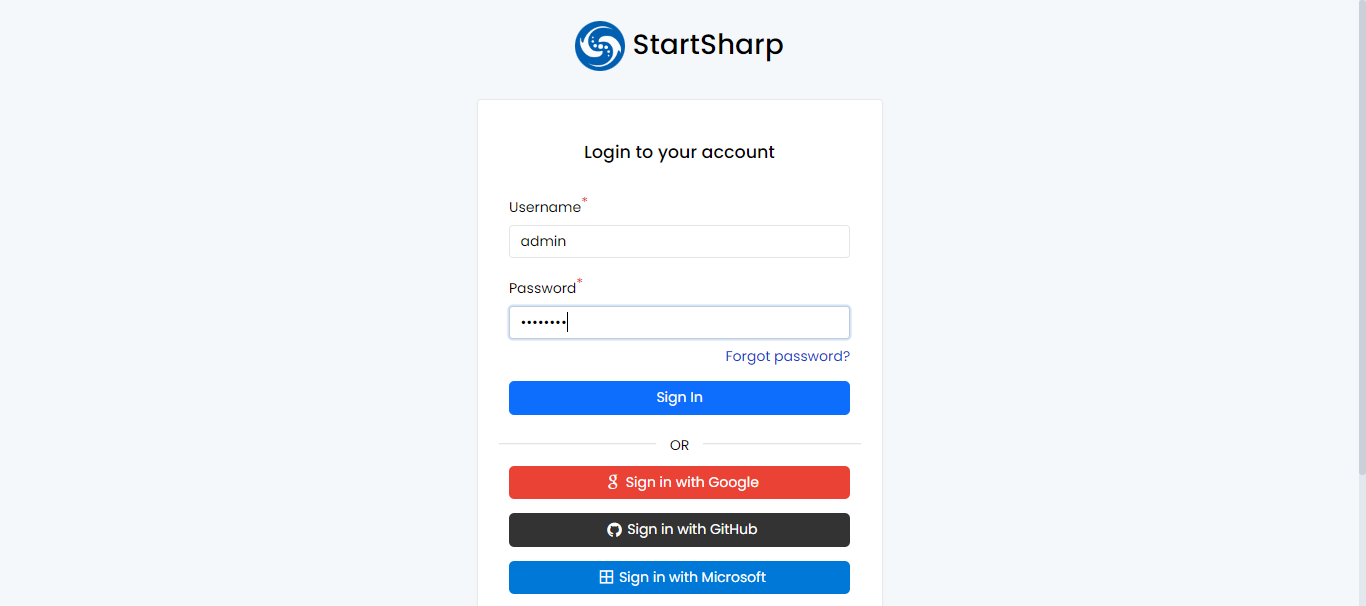 StartSharp
Login to your account
Username*
admin
Password*
••••••••
Forgot password?
Sign In
OR
Sign in with Google
Sign in with GitHub
Sign in with Microsoft